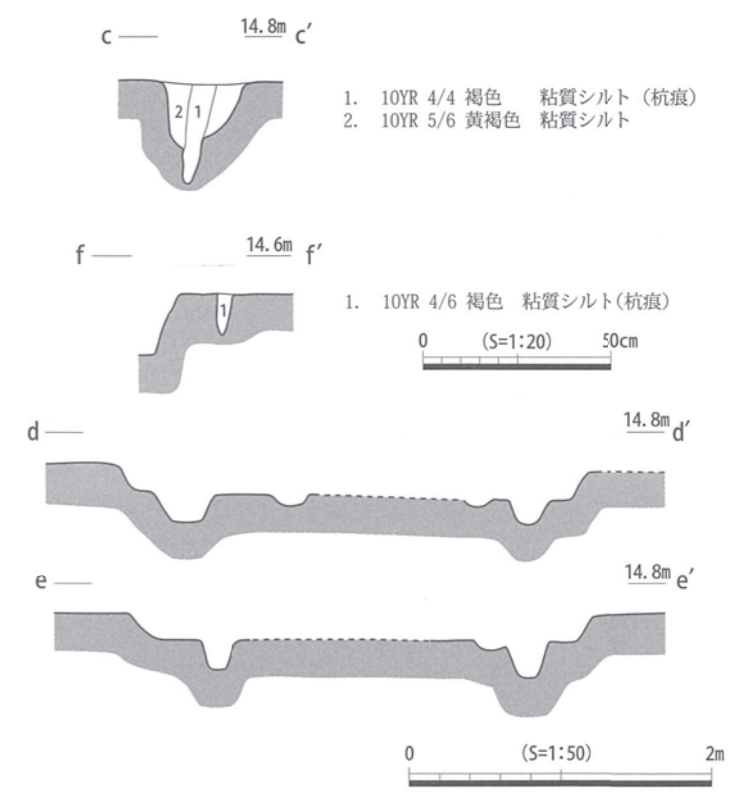 c 14.8m c′
2 1
1. 10YR 4/4 褐色 粘質シルト（杭痕）
2. 10YR 5/6 黄褐色 粘質シルト
f 14.6m f′
1
1. 10YR 4/6 褐色 粘質シルト(杭痕)
0 (S=1:20) 50cm
d 14.8m d′
e 14.8m e′
0 (S=1:50) 2m